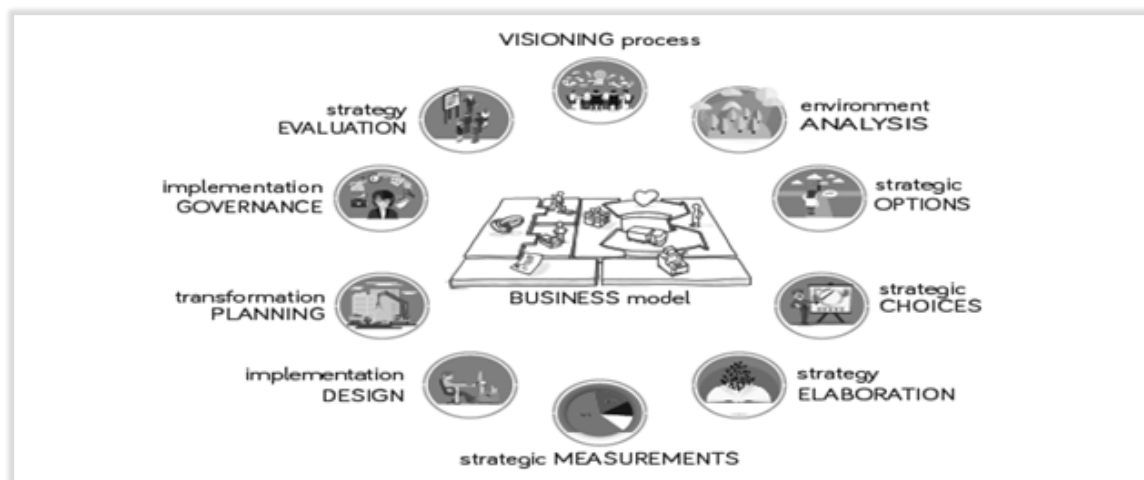 VISIONING process
environment
ANALYSIS
strategic
OPTIONS
strategic
CHOICES
strategy
ELABORATION
strategic MEASUREMENTS
implementation
DESIGN
transformation
PLANNING
implementation
GOVERNANCE
strategy
EVALUATION
BUSINESS model